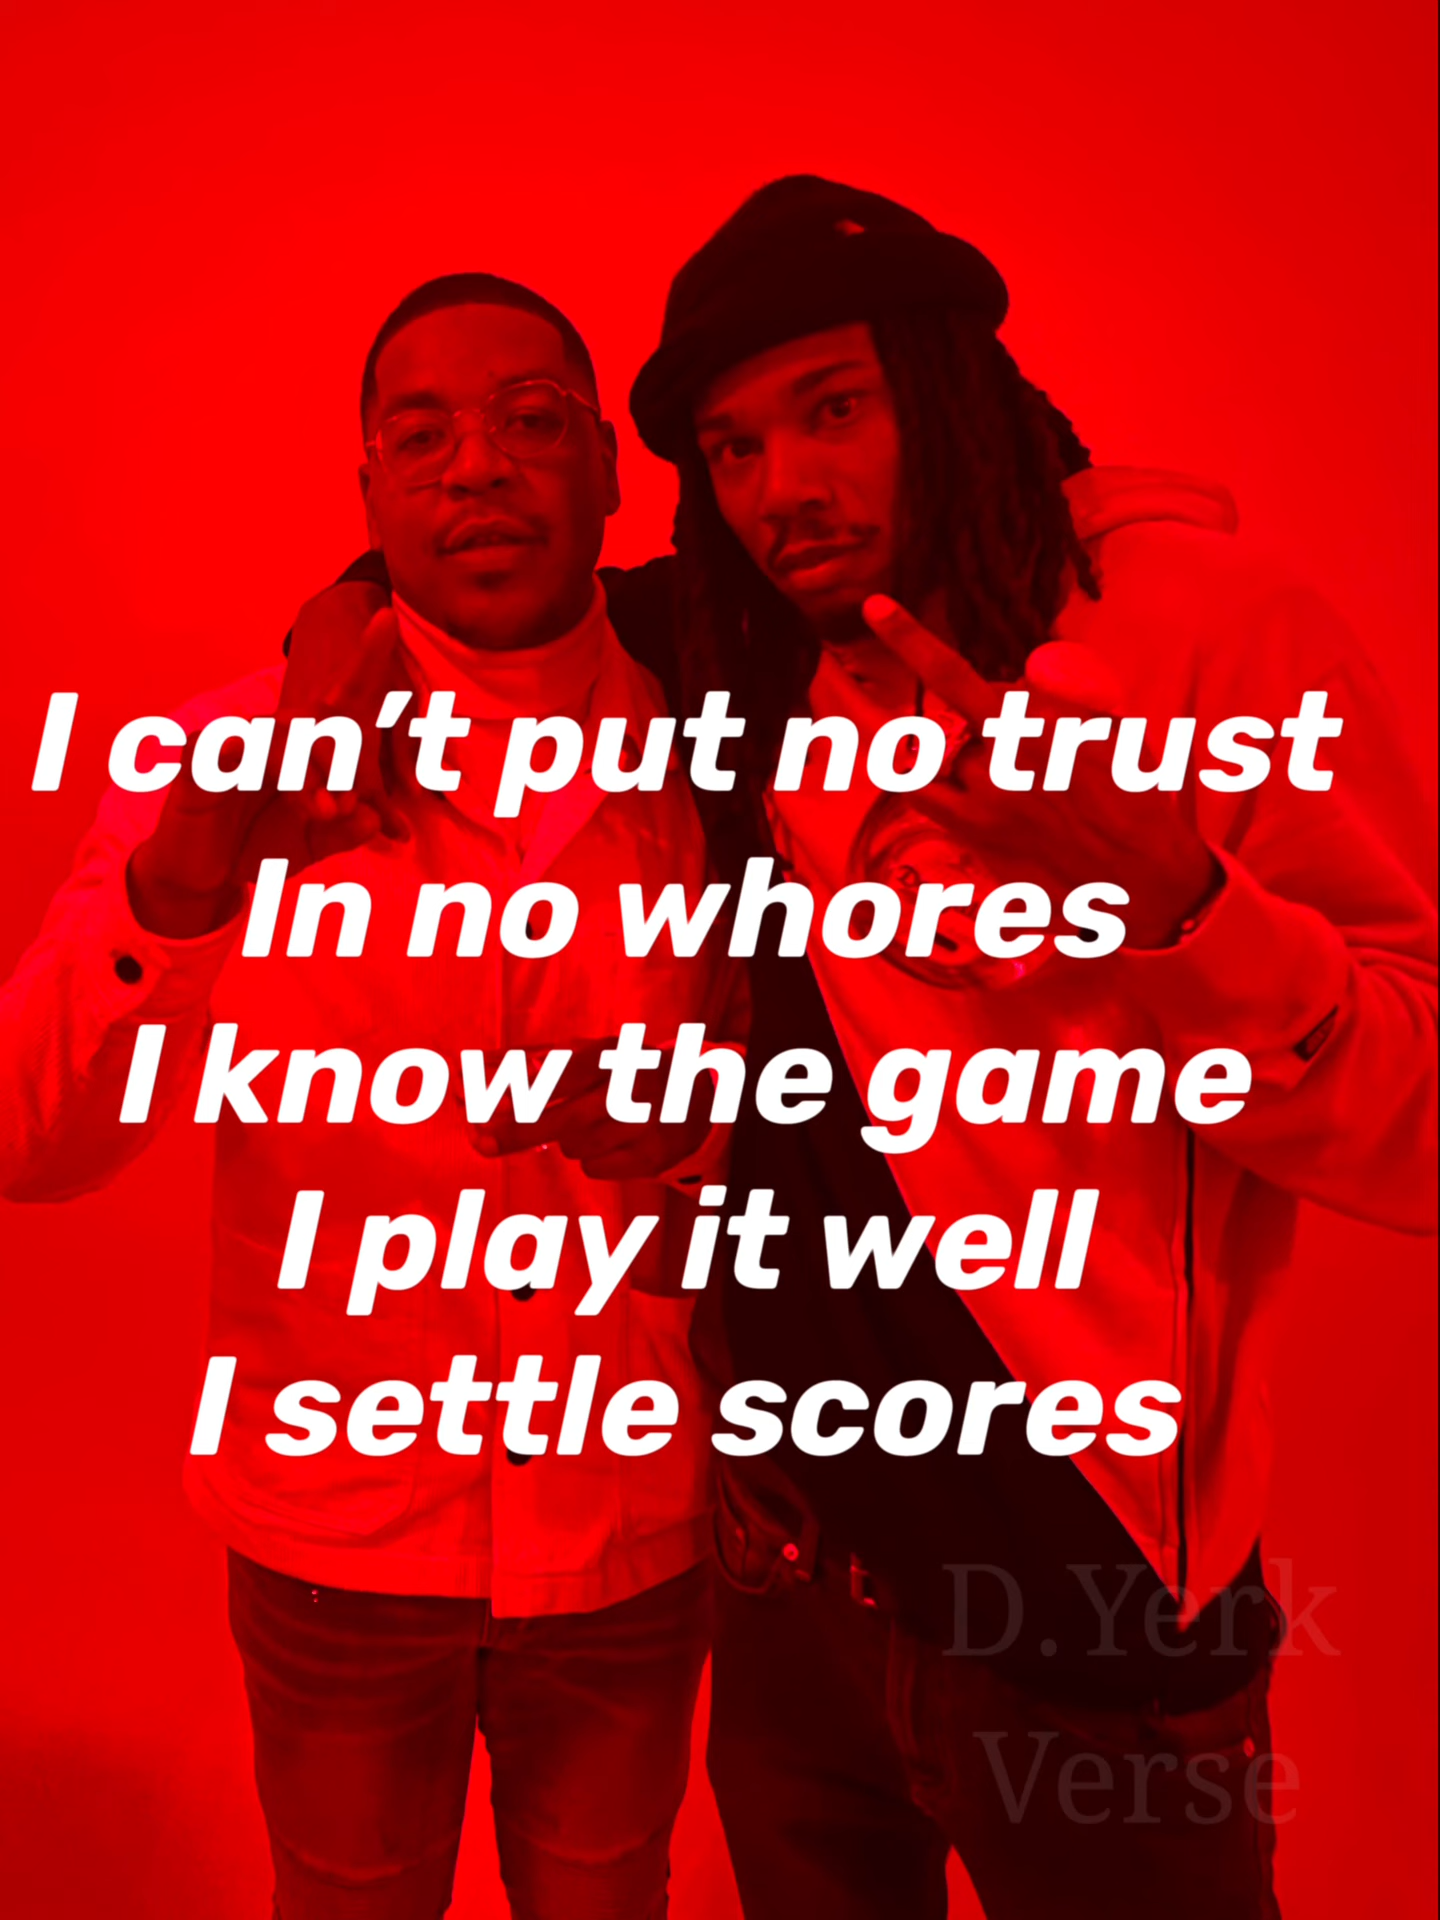 I can’t put no trust
In no whores
I know the game
I play it well
I settle scores
D.Yerk
Verse